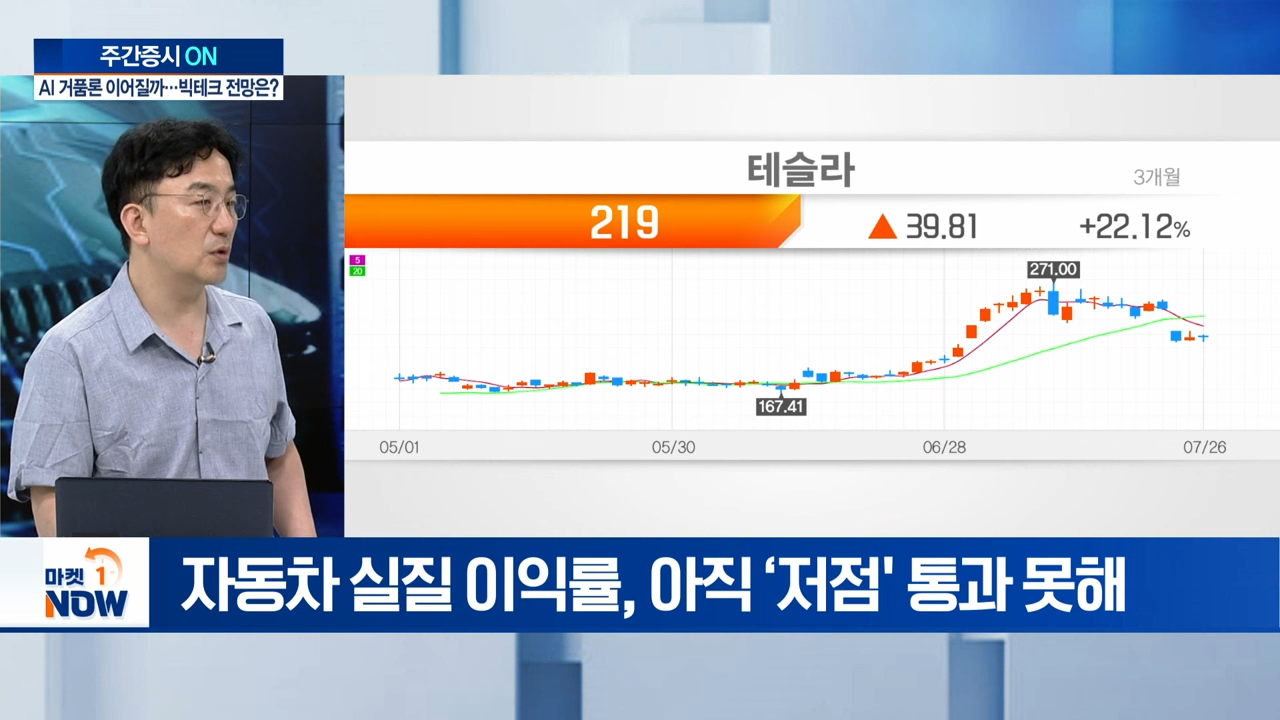 주간증시 ON
AI 거품론 이어질까…빅테크 전망은?
테슬라
3개월
219
▲ 39.81
+22.12%
5
20
271.00
167.41
05/01
05/30
06/28
07/26
마켓 1
NOW
자동차 실질 이익률, 아직 ‘저점' 통과 못해